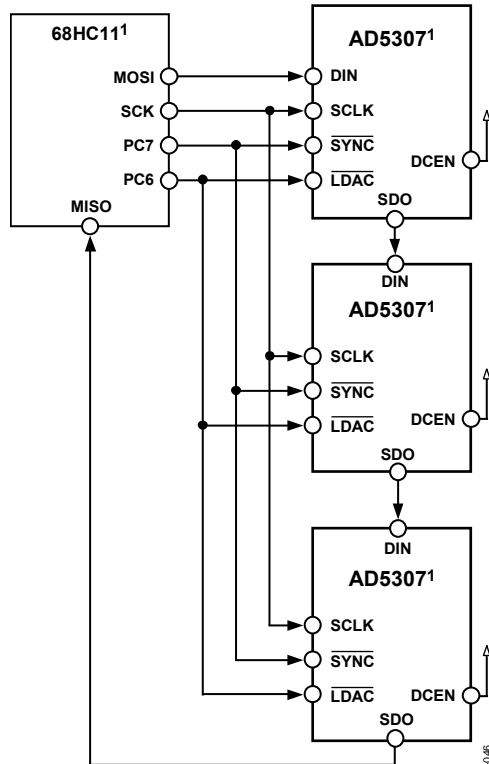 68HC11¹
MOSI
SCK
PC7
PC6
MISO
AD5307¹
DIN
SCLK
SYNC
LDAC
DCEN
SDO
DIN
AD5307¹
SCLK
SYNC
LDAC
DCEN
SDO
DIN
AD5307¹
SCLK
SYNC
LDAC
DCEN
SDO
-046